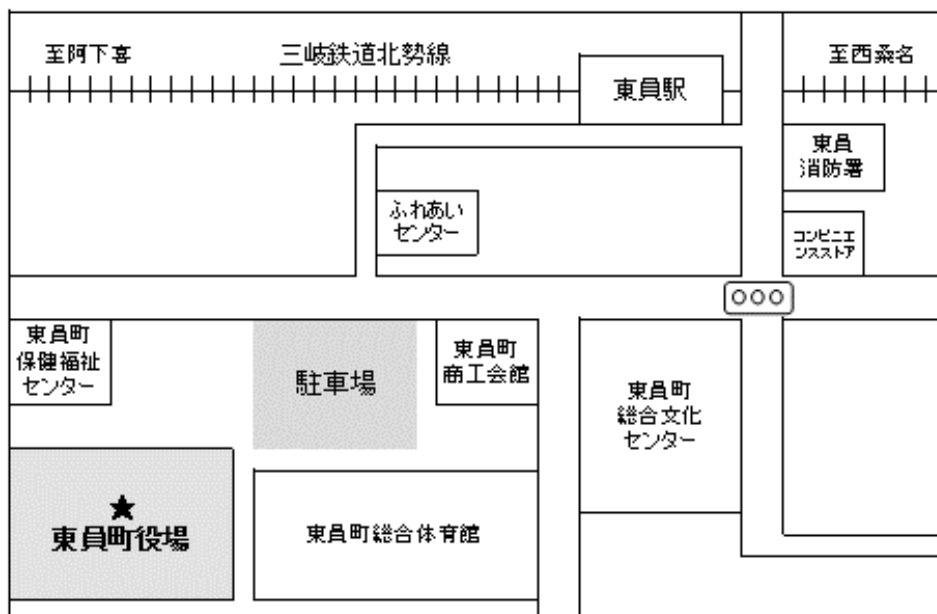 至阿下喜
三岐鉄道北勢線
至西桑名
東員駅
東員
消防署
ふれあい
センター
コンビニエ
ンスストア
東員町
保健福祉
センター
駐車場
東員町
商工会館
東員町
総合文化
センター
★
東員町役場
東員町総合体育館